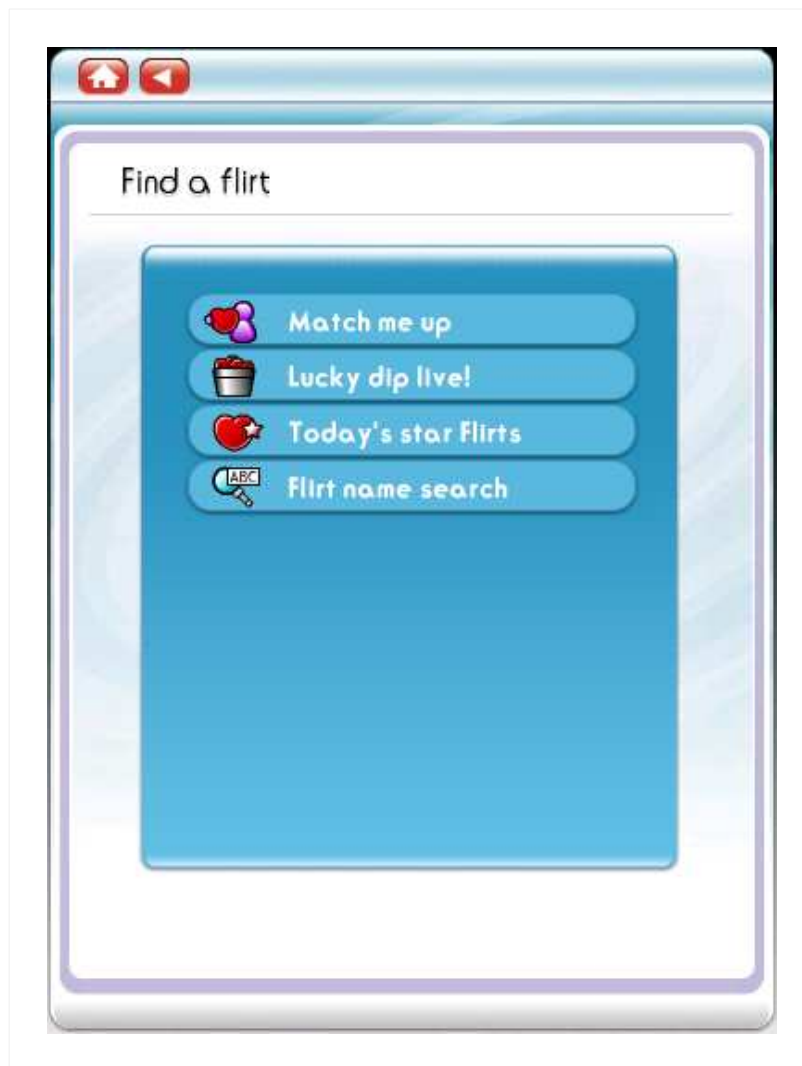 Find a flirt
Match me up
Lucky dip live!
Today's star Flirts
ABC
Flirt name search